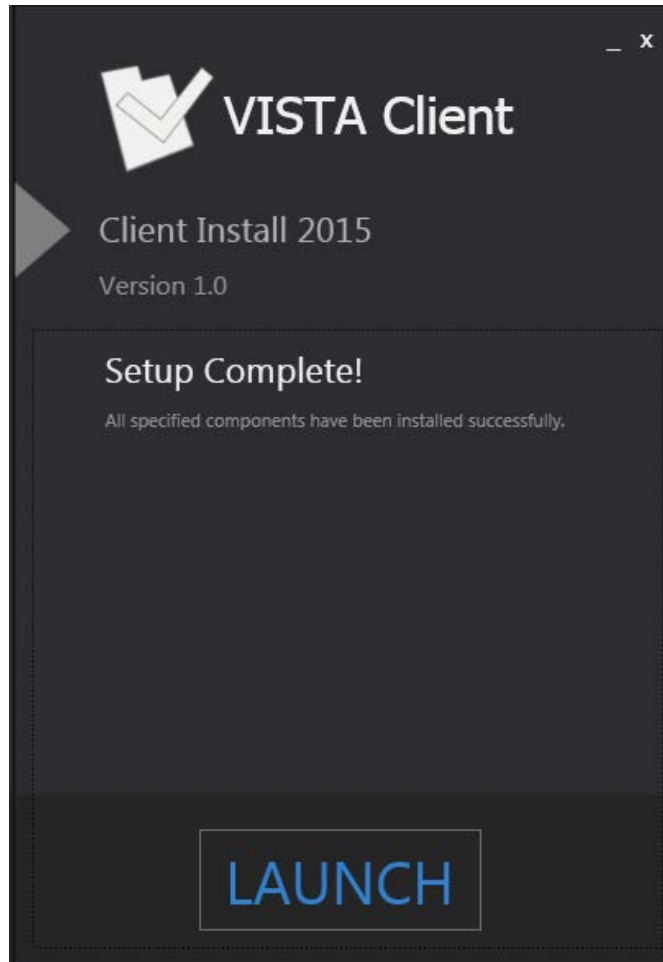 _ x
VISTA Client
Client Install 2015
Version 1.0
Setup Complete!
All specified components have been installed successfully.
LAUNCH